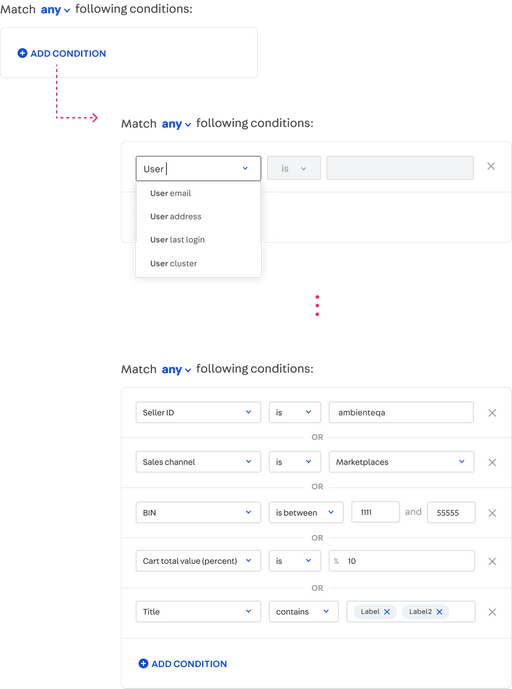 Match any following conditions:
ADD CONDITION
Match any following conditions:
User is
User email
User address
User last login
User cluster
Match any following conditions:
Seller ID is ambienteqa
OR
Sales channel is Marketplaces
OR
BIN is between 1111 and 55555
OR
Cart total value (percent) is % 10
OR
Title contains Label Label2
ADD CONDITION